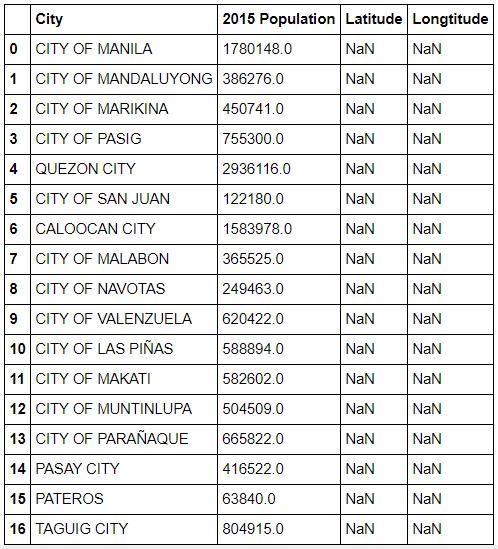 City 2015 Population Latitude Longtitude
0 CITY OF MANILA 1780148.0 NaN NaN
1 CITY OF MANDALUYONG 386276.0 NaN NaN
2 CITY OF MARIKINA 450741.0 NaN NaN
3 CITY OF PASIG 755300.0 NaN NaN
4 QUEZON CITY 2936116.0 NaN NaN
5 CITY OF SAN JUAN 122180.0 NaN NaN
6 CALOOCAN CITY 1583978.0 NaN NaN
7 CITY OF MALABON 365525.0 NaN NaN
8 CITY OF NAVOTAS 249463.0 NaN NaN
9 CITY OF VALENZUELA 620422.0 NaN NaN
10 CITY OF LAS PIÑAS 588894.0 NaN NaN
11 CITY OF MAKATI 582602.0 NaN NaN
12 CITY OF MUNTINLUPA 504509.0 NaN NaN
13 CITY OF PARAÑAQUE 665822.0 NaN NaN
14 PASAY CITY 416522.0 NaN NaN
15 PATEROS 63840.0 NaN NaN
16 TAGUIG CITY 804915.0 NaN NaN